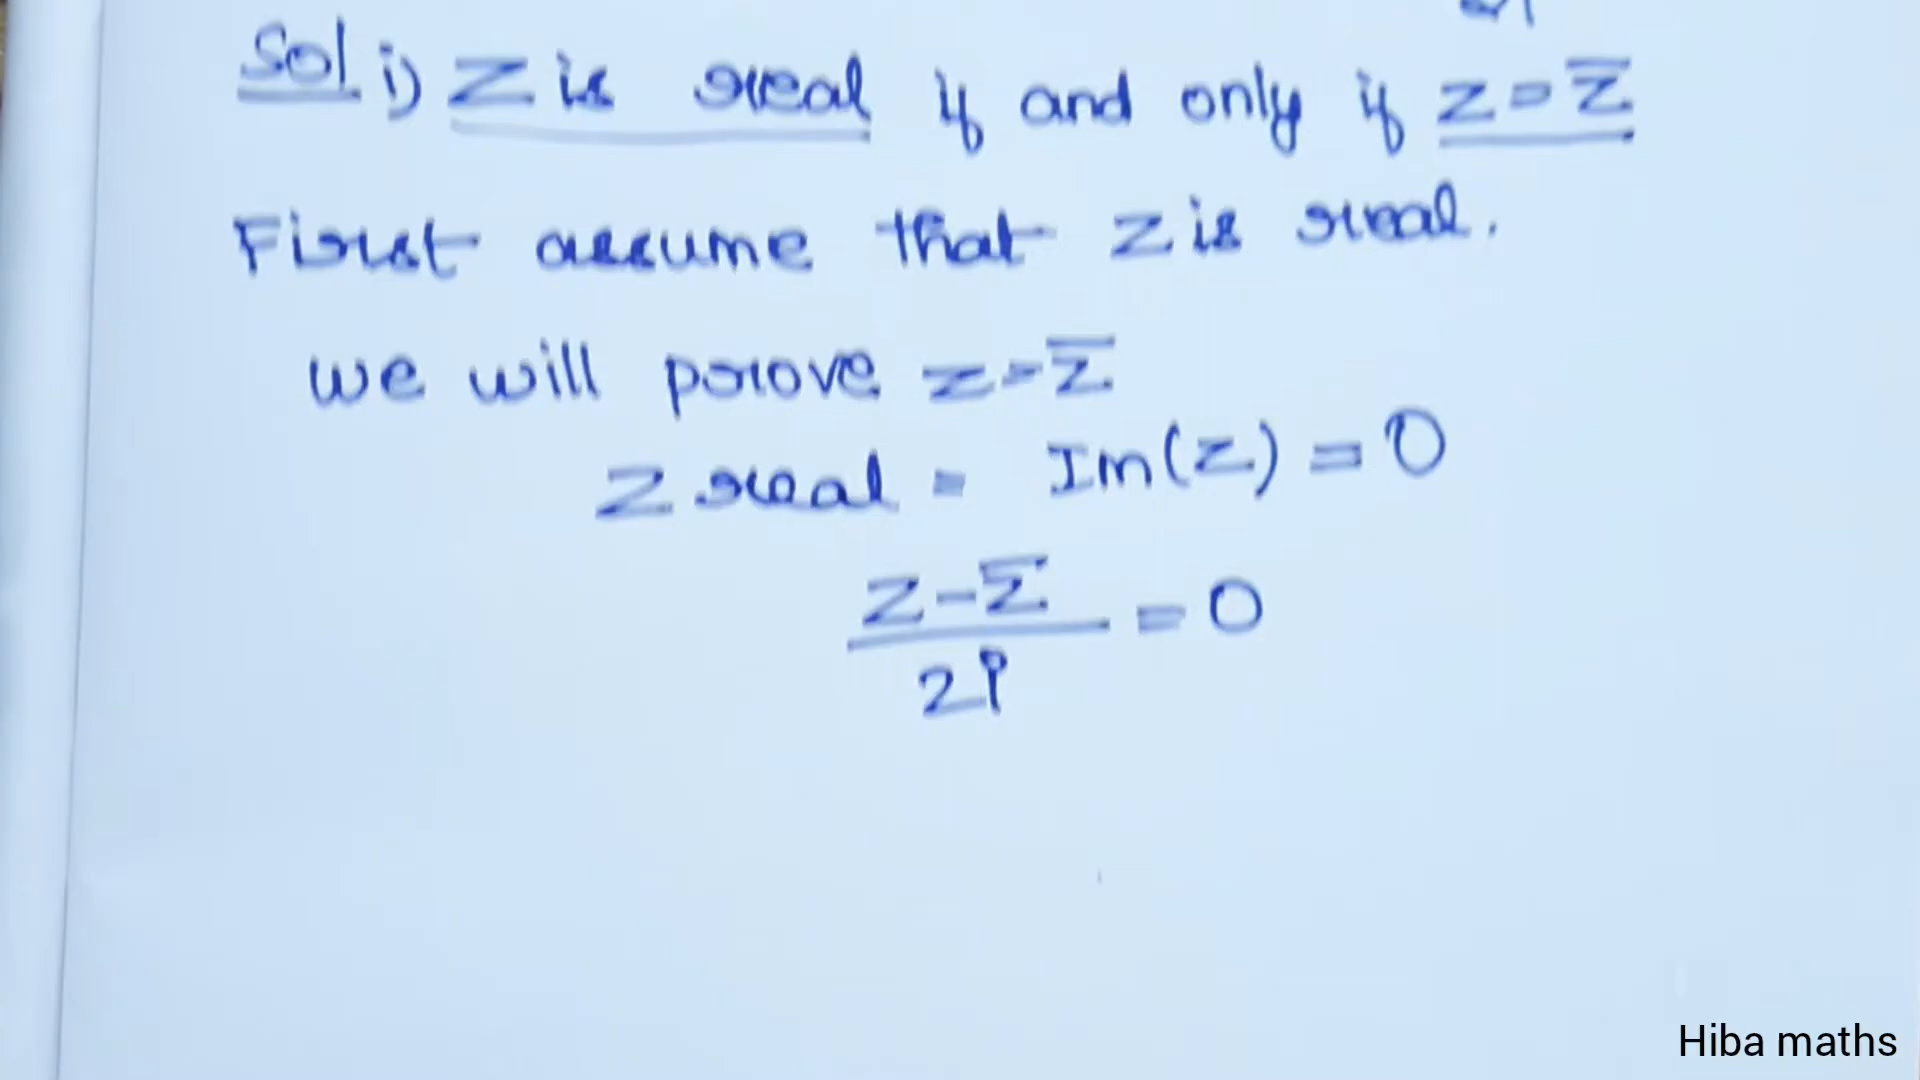 Sol i) Z is real if and only if z = z̅
First assume that z is real.
we will prove z = z̅
Z real = Im(z) = 0
z - z̅ / 2i = 0
Hiba maths